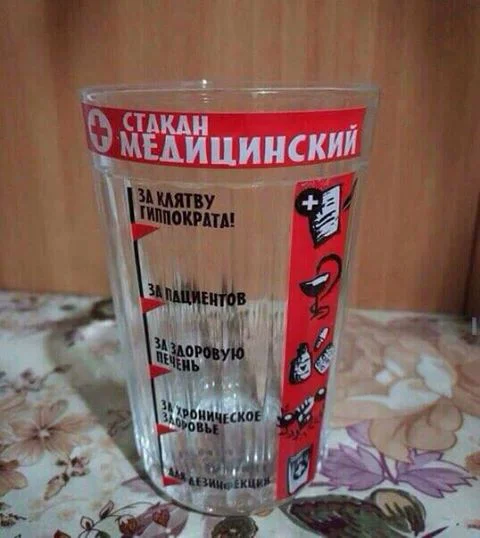 СТАКАН
МЕДИЦИНСКИЙ
ЗА КЛЯТВУ
ГИППОКРАТА!
ЗА ПАЦИЕНТОВ
ЗА ЗДОРОВУЮ
ПЕЧЕНЬ
ЗА ХРОНИЧЕСКОЕ
ЗДОРОВЬЕ
ДЛЯ ДЕЗИНФЕКЦИИ